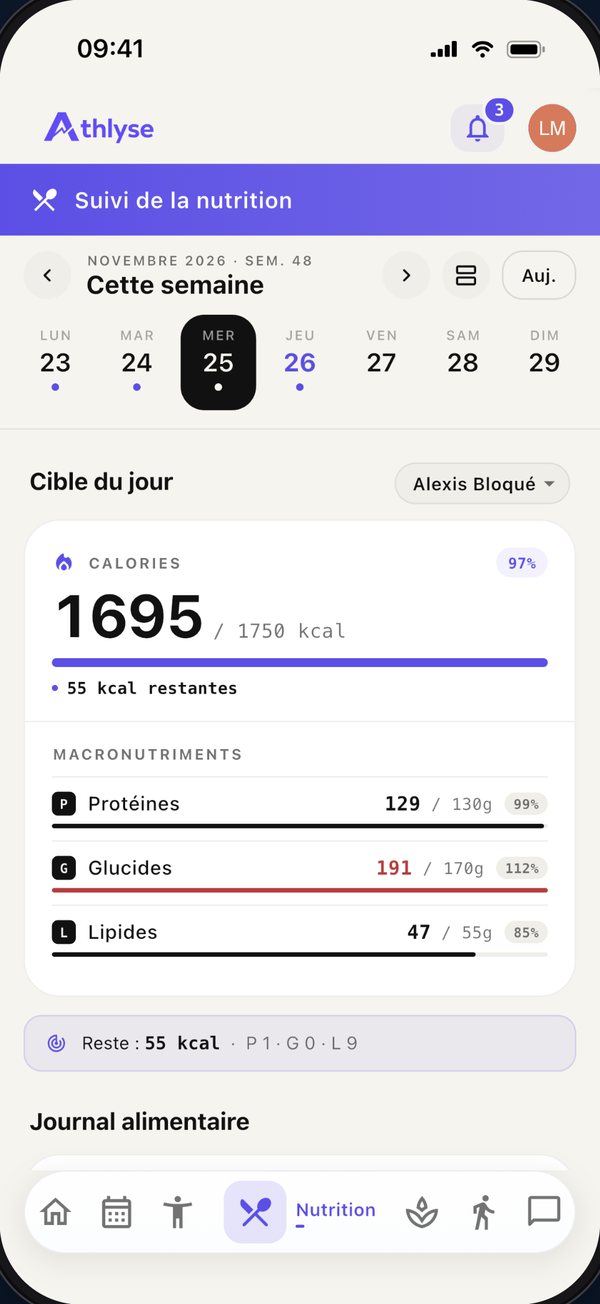 09:41
Athlyse
3
LM
Suivi de la nutrition
NOVEMBRE 2026 · SEM. 48
Cette semaine
Auj.
LUN MAR MER JEU VEN SAM DIM
23 24 25 26 27 28 29
Cible du jour
Alexis Bloqué
CALORIES
97%
1695 / 1750 kcal
55 kcal restantes
MACRONUTRIMENTS
P Protéines 129 / 130g 99%
G Glucides 191 / 170g 112%
L Lipides 47 / 55g 85%
Reste : 55 kcal · P 1 · G 0 · L 9
Journal alimentaire
Nutrition